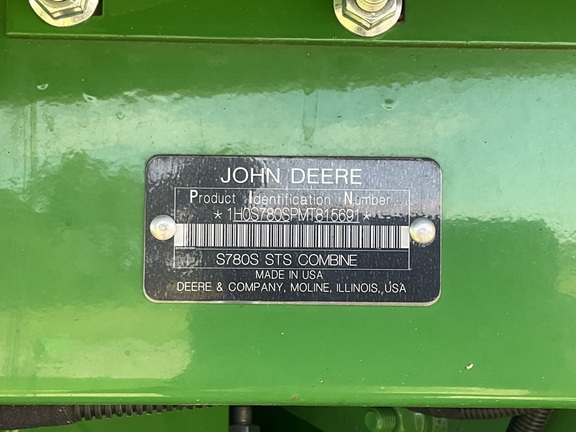 JOHN DEERE
Product Identification Number
*1H0S780SPMT815691*
S780S STS COMBINE
MADE IN USA
DEERE & COMPANY, MOLINE, ILLINOIS, USA